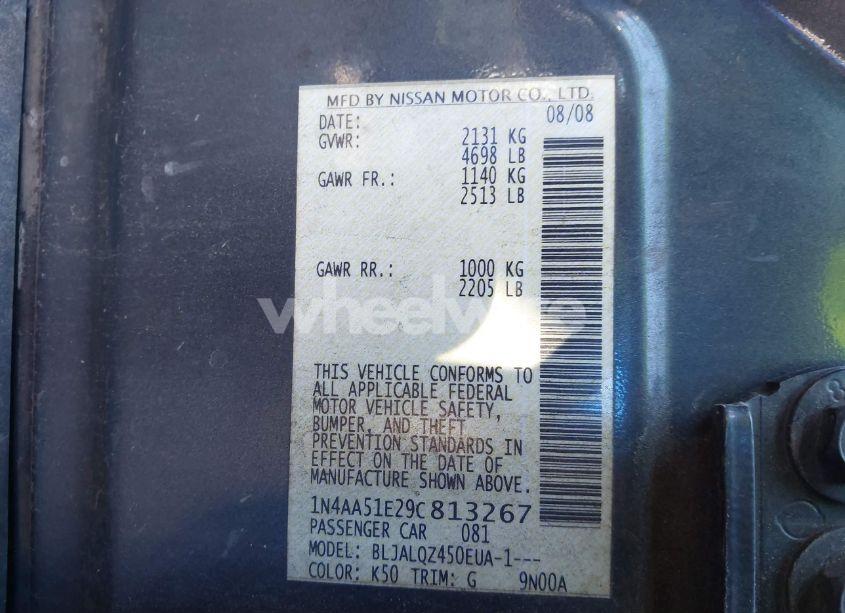 MFD BY NISSAN MOTOR CO., LTD.
DATE: 08/08
GVWR: 2131 KG
4698 LB
GAWR FR.: 1140 KG
2513 LB
GAWR RR.: 1000 KG
2205 LB
wheelwise
THIS VEHICLE CONFORMS TO
ALL APPLICABLE FEDERAL
MOTOR VEHICLE SAFETY,
BUMPER, AND THEFT
PREVENTION STANDARDS IN
EFFECT ON THE DATE OF
MANUFACTURE SHOWN ABOVE.
1N4AA51E29C813267
PASSENGER CAR 081
MODEL: BLJALQZ450EUA-1---
COLOR: K50 TRIM: G 9N00A